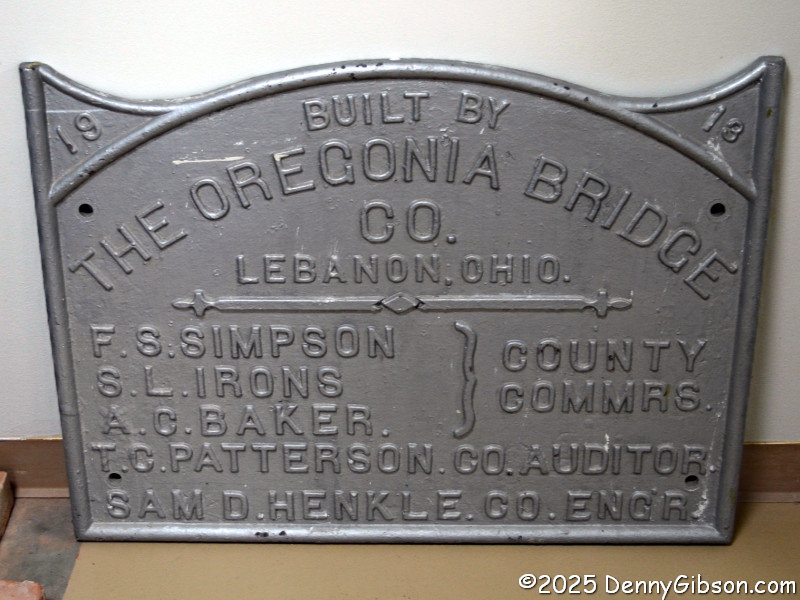 19 13
BUILT BY
THE OREGONIA BRIDGE
CO.
LEBANON, OHIO.
F. S. SIMPSON
S. L. IRONS
A. C. BAKER.
COUNTY
COMMRS.
T. C. PATTERSON. CO. AUDITOR.
SAM D. HENKLE. CO. ENGR.
©2025 DennyGibson.com